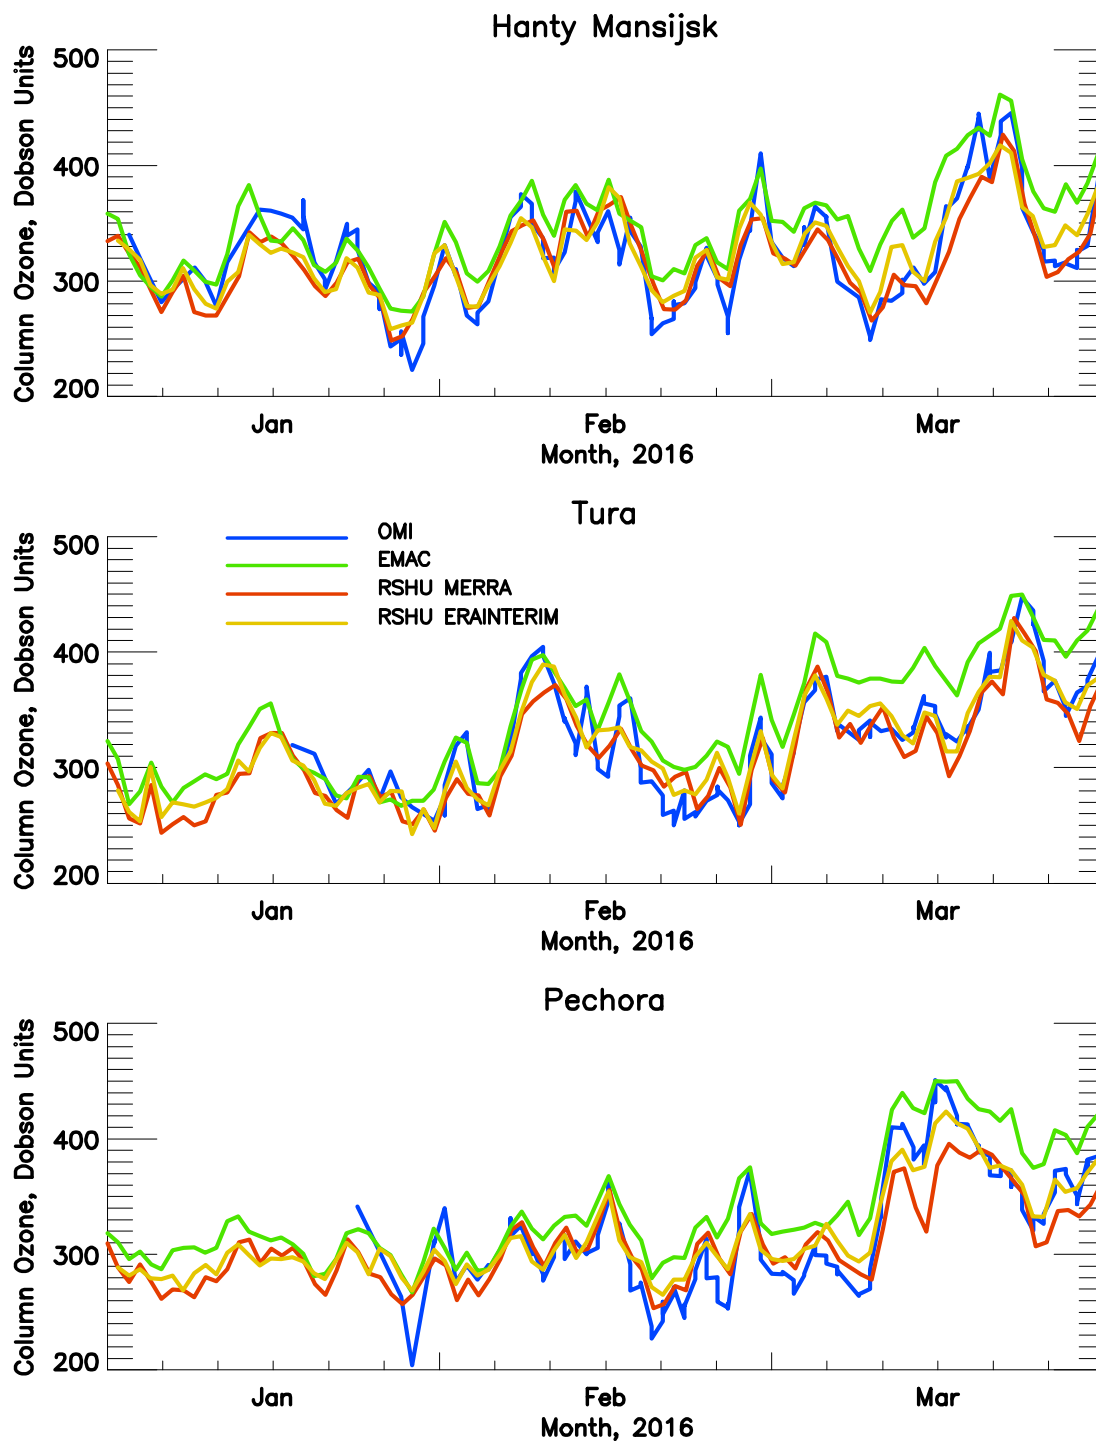 Hanty Mansijsk
Column Ozone, Dobson Units
500
400
300
200
Jan Feb Mar
Month, 2016
Tura
Column Ozone, Dobson Units
500
400
300
200
OMI
EMAC
RSHU MERRA
RSHU ERAINTERIM
Jan Feb Mar
Month, 2016
Pechora
Column Ozone, Dobson Units
500
400
300
200
Jan Feb Mar
Month, 2016